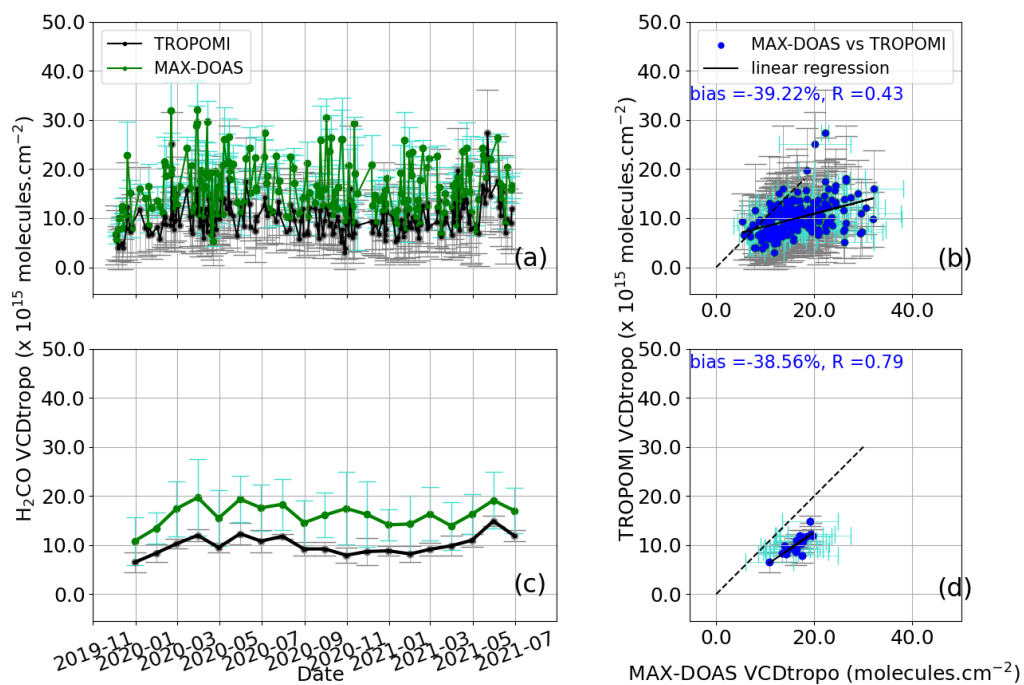 50.0
40.0
30.0
20.0
10.0
0.0
TROPOMI
MAX-DOAS
(a)
50.0
40.0
30.0
20.0
10.0
0.0
MAX-DOAS vs TROPOMI
linear regression
bias =-39.22%, R =0.43
(b)
0.0 20.0 40.0
H₂CO VCDtropo (x 10¹⁵ molecules.cm⁻²)
TROPOMI VCDtropo (x 10¹⁵ molecules.cm⁻²)
50.0
40.0
30.0
20.0
10.0
0.0
(c)
2019-11 2020-01 2020-03 2020-05 2020-07 2020-09 2020-11 2021-01 2021-03 2021-05 2021-07
Date
50.0
40.0
30.0
20.0
10.0
0.0
bias =-38.56%, R =0.79
(d)
0.0 20.0 40.0
MAX-DOAS VCDtropo (molecules.cm⁻²)